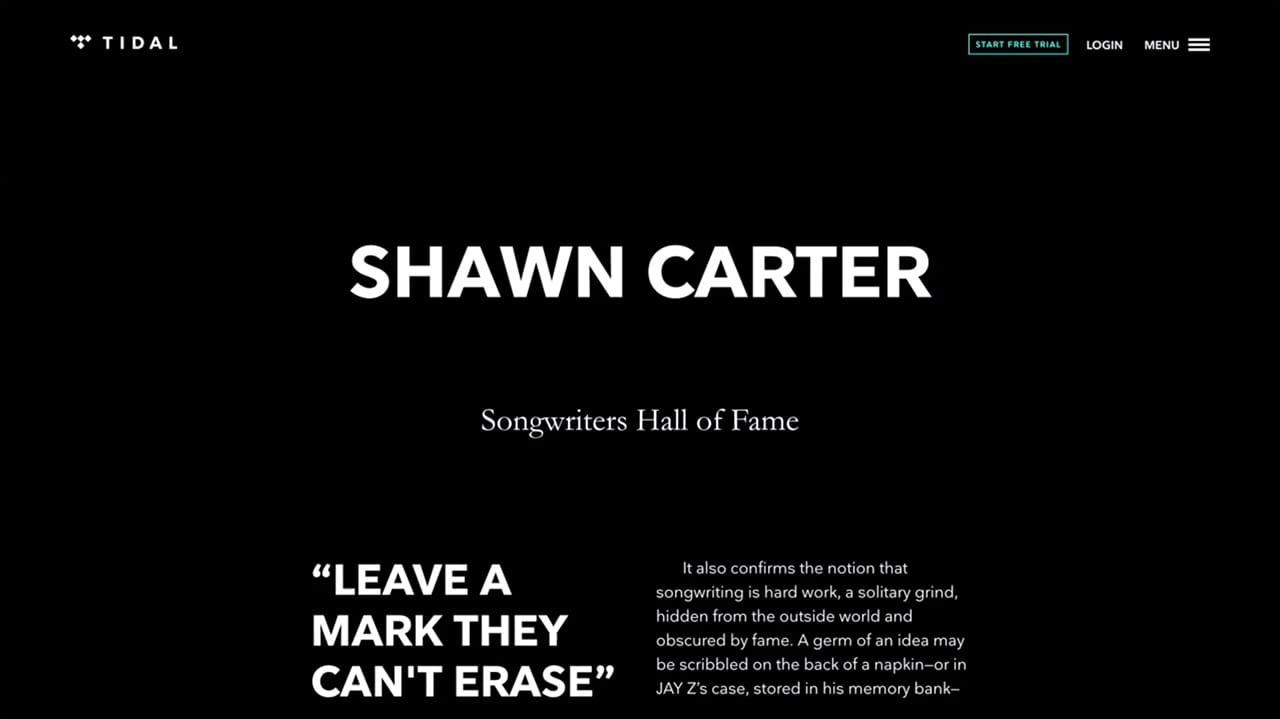 TIDAL
START FREE TRIAL
LOGIN
MENU
SHAWN CARTER
Songwriters Hall of Fame
“LEAVE A
MARK THEY
CAN'T ERASE”
It also confirms the notion that
songwriting is hard work, a solitary grind,
hidden from the outside world and
obscured by fame. A germ of an idea may
be scribbled on the back of a napkin—or in
JAY Z’s case, stored in his memory bank—